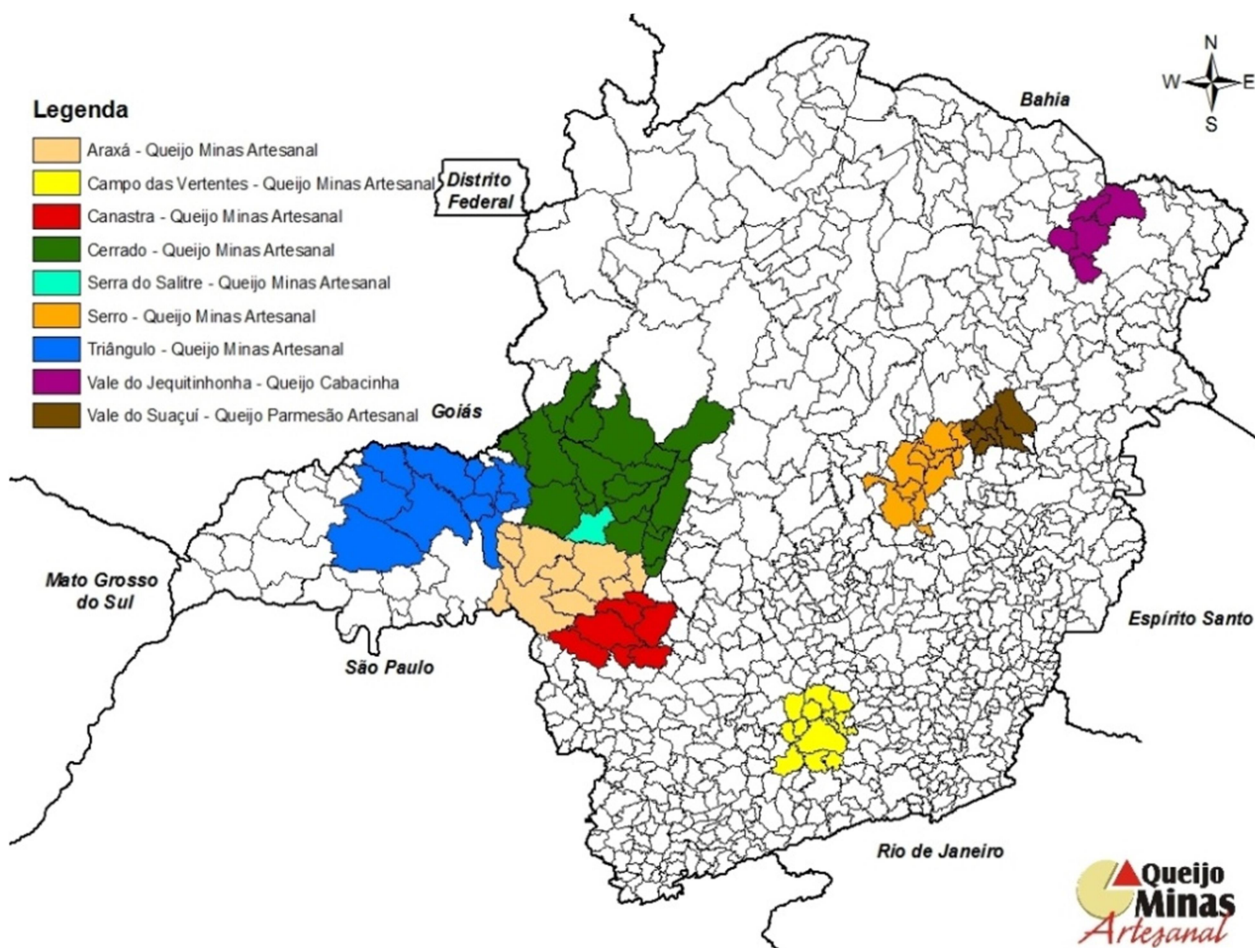 Legenda
Araxá - Queijo Minas Artesanal
Campo das Vertentes - Queijo Minas Artesanal
Canastra - Queijo Minas Artesanal
Cerrado - Queijo Minas Artesanal
Serra do Salitre - Queijo Minas Artesanal
Serro - Queijo Minas Artesanal
Triângulo - Queijo Minas Artesanal
Vale do Jequitinhonha - Queijo Cabacinha
Vale do Suaçuí - Queijo Parmesão Artesanal
N
W
E
S
Bahia
Distrito
Federal
Goiás
Mato Grosso
do Sul
São Paulo
Espírito Santo
Rio de Janeiro
Queijo
Minas
Artesanal